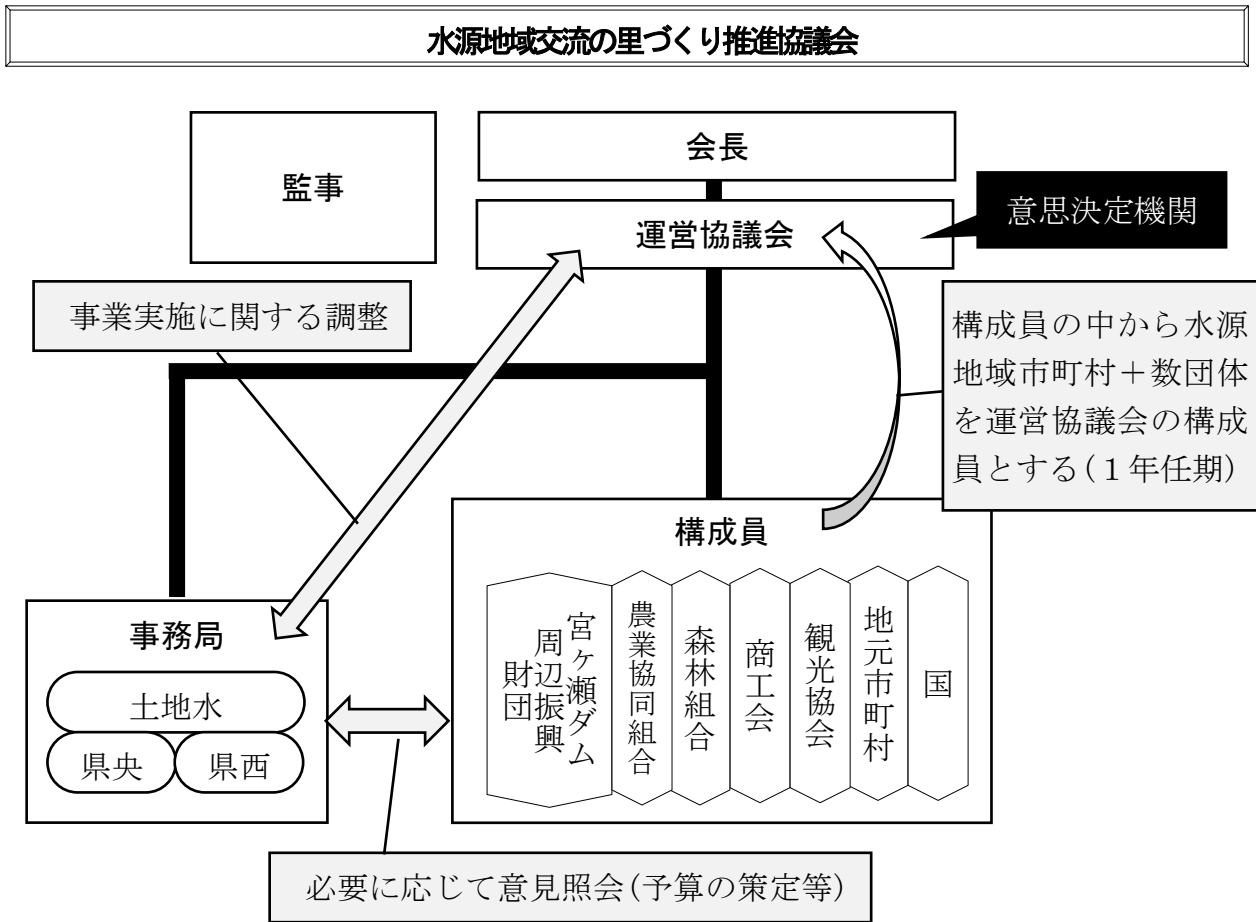 水源地域交流の里づくり推進協議会
監事
会長
運営協議会
意思決定機関
事業実施に関する調整
構成員の中から水源
地域市町村＋数団体
を運営協議会の構成
員とする(１年任期)
構成員
宮ヶ瀬ダム
周辺振興
財団
農業協同組合
森林組合
商工会
観光協会
地元市町村
国
事務局
土地水
県央
県西
必要に応じて意見照会(予算の策定等)